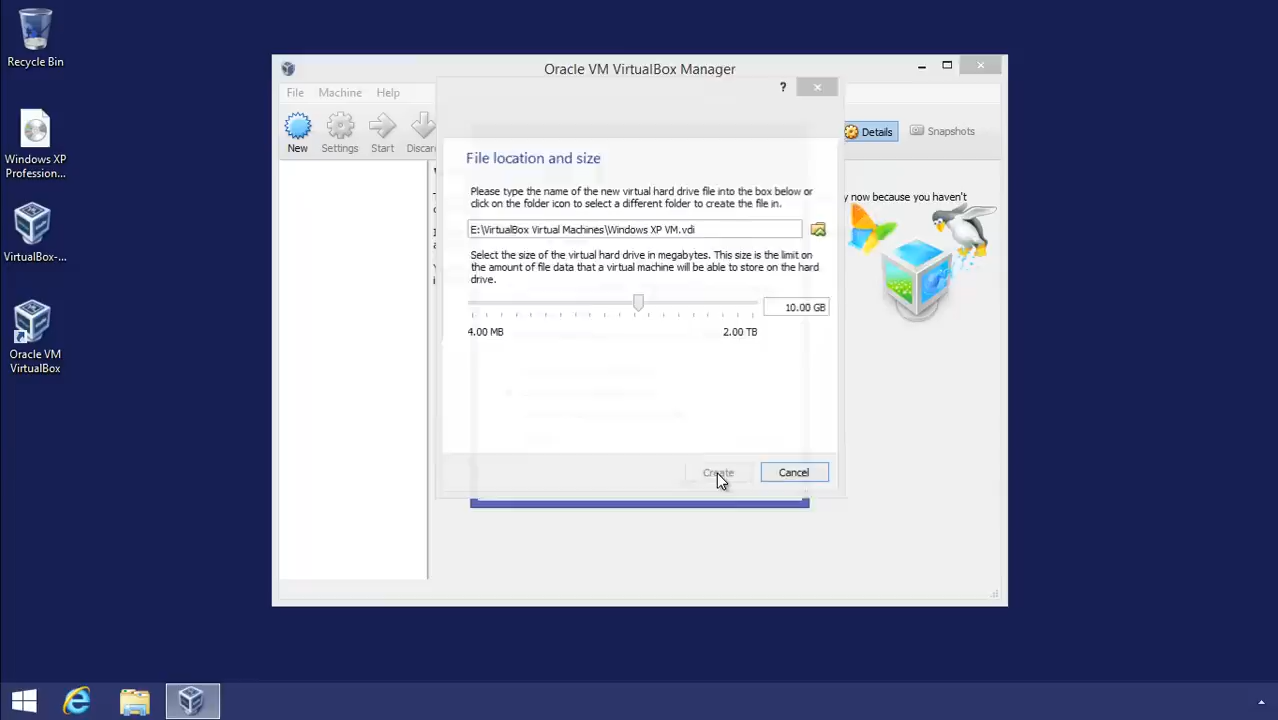 Recycle Bin
Windows XP
Profession...
VirtualBox-...
Oracle VM
VirtualBox
Oracle VM VirtualBox Manager
File Machine Help
?
New Settings Start Discar
Details Snapshots
File location and size
Please type the name of the new virtual hard drive file into the box below or
click on the folder icon to select a different folder to create the file in.
y now because you haven't
E:\VirtualBox Virtual Machines\Windows XP VM.vdi
Select the size of the virtual hard drive in megabytes. This size is the limit on
the amount of file data that a virtual machine will be able to store on the hard
drive.
10.00 GB
4.00 MB 2.00 TB
Create Cancel